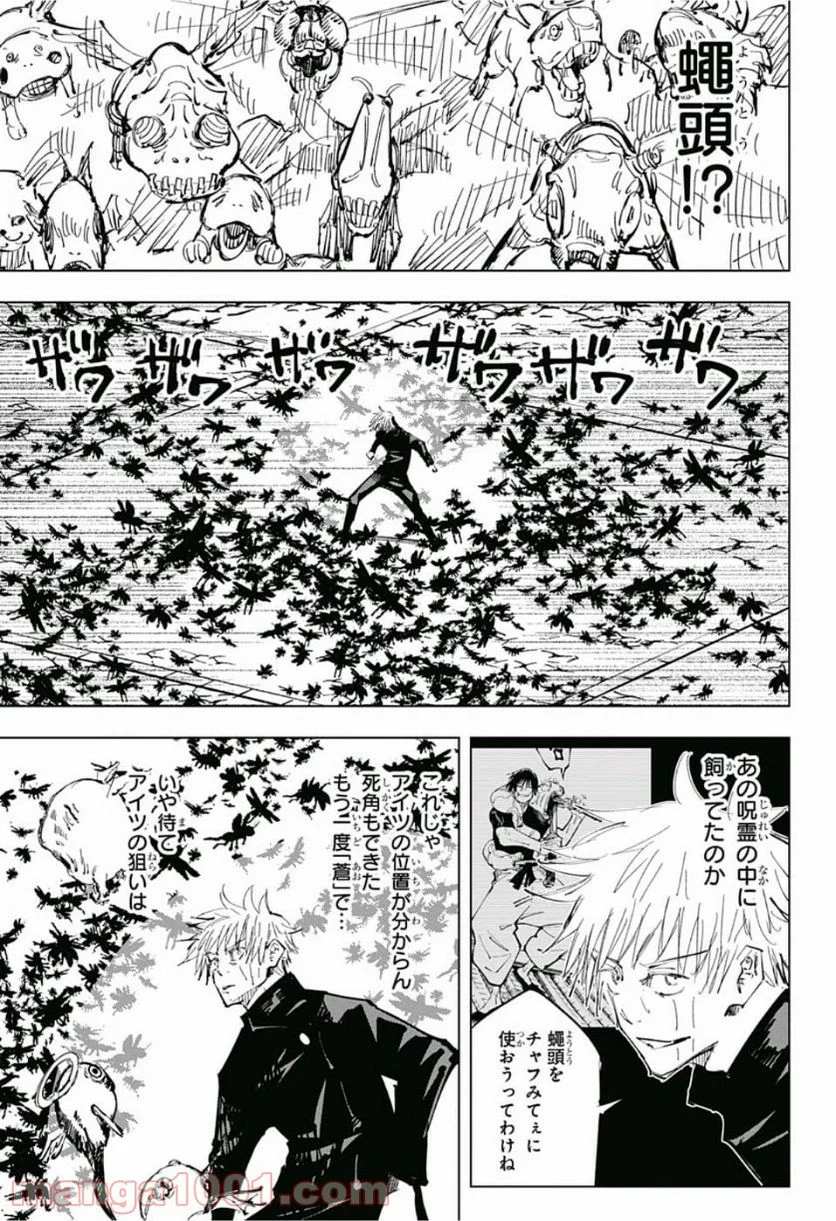 蠅頭!?
ザワ
ザワ
ザワ
ザワ
ザワ
ザワ
あの呪霊の中に
飼ってたのか
蠅頭を
チャフみてぇに
使おうってわけね
これじゃ
アイツの位置が分からん
死角もできた
もう一度「蒼」で…
いや待て
アイツの狙いは
manga1001.com